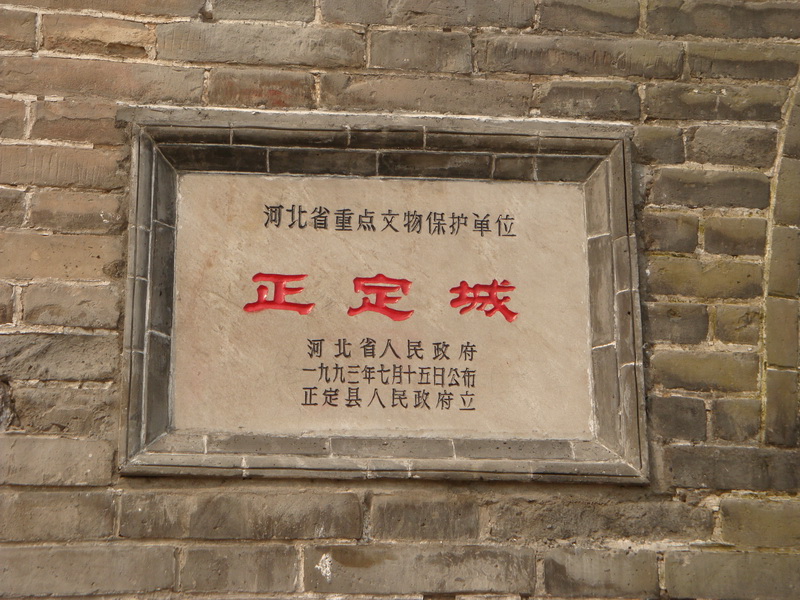 河北省重点文物保护单位
正定城
河北省人民政府
一九九三年七月十五日公布
正定县人民政府立